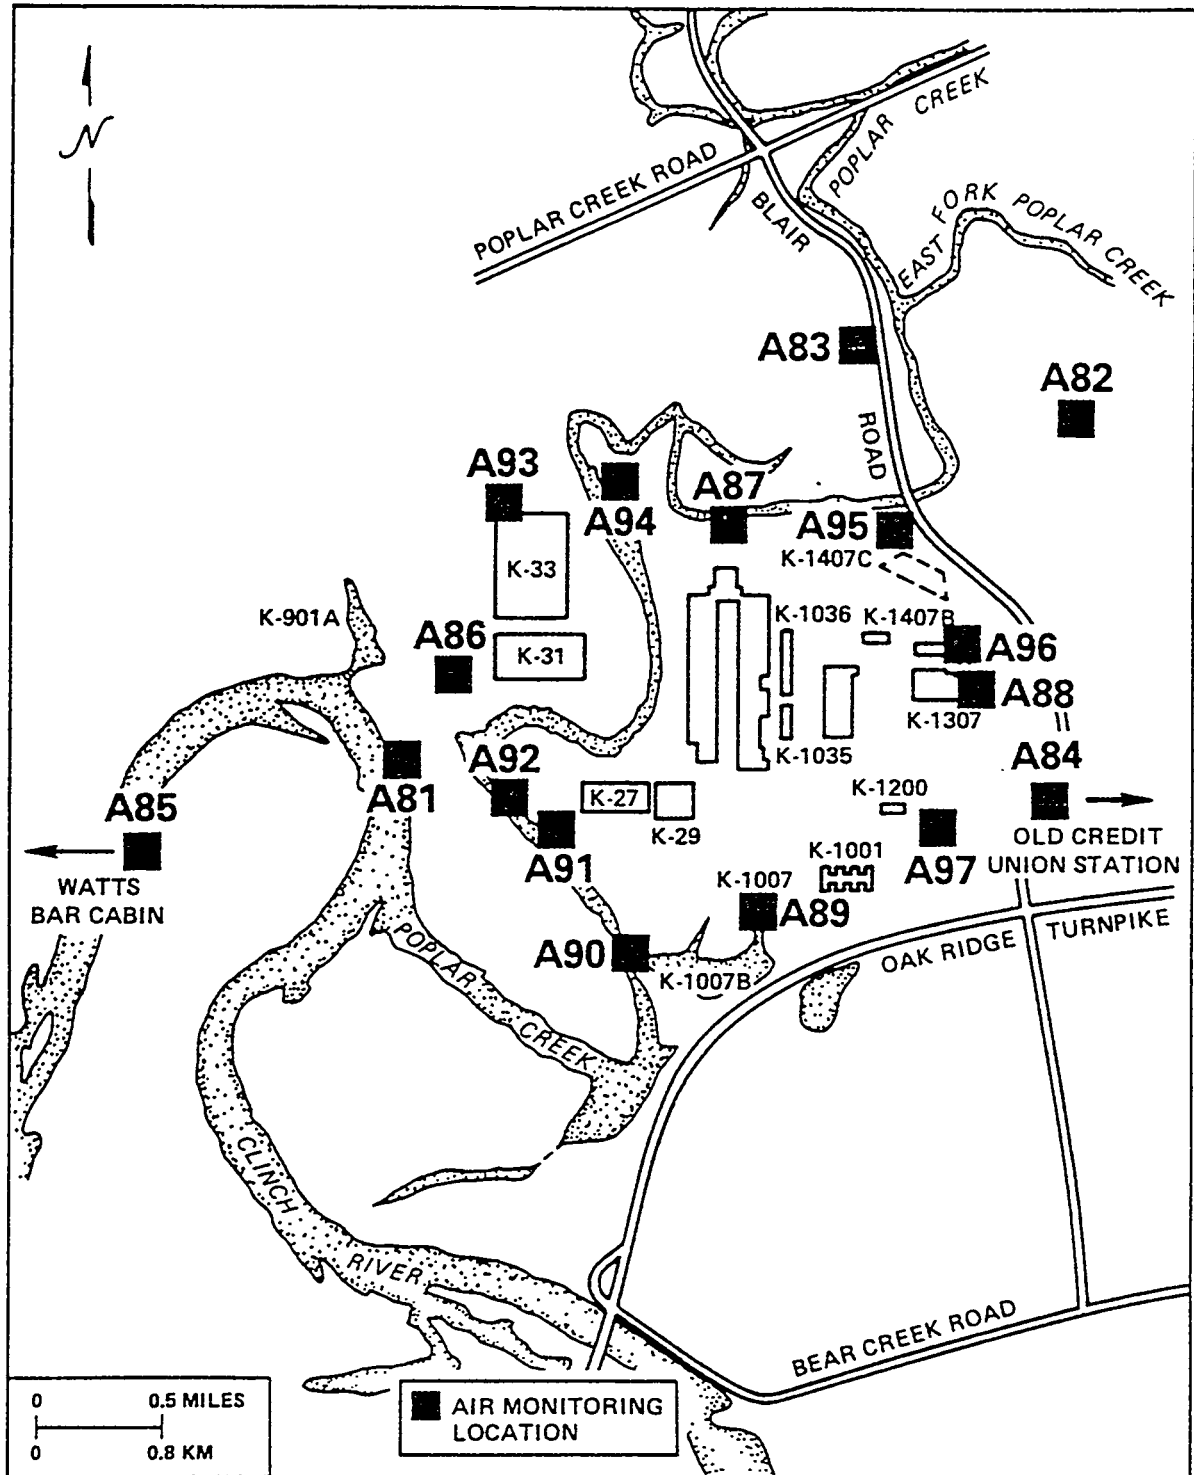 N
POPLAR CREEK ROAD
CREEK
POPLAR
BLAIR
EAST FORK POPLAR CREEK
A83
A82
ROAD
A93
A94
A87
A95
K-1407C
K-33
K-901A
K-1036
K-1407B
A86
K-31
A96
A88
K-1307
K-1035
A92
A84
A85
A81
K-27
K-1200
K-29
OLD CREDIT
UNION STATION
A91
K-1001
A97
WATTS
BAR CABIN
K-1007
A89
TURNPIKE
OAK RIDGE
POPLAR
A90
K-1007B
CREEK
CLINCH
RIVER
BEAR CREEK ROAD
0 0.5 MILES
0 0.8 KM
AIR MONITORING
LOCATION